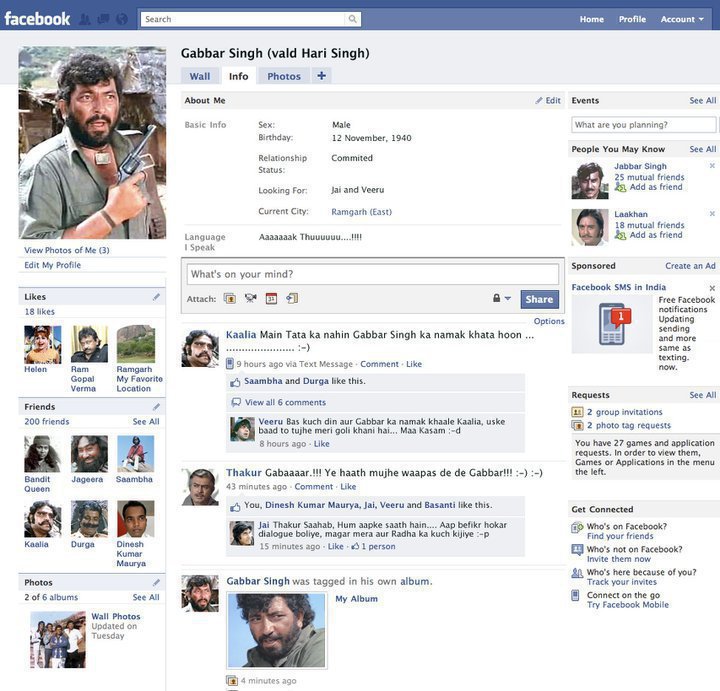 facebook
Search
Home Profile Account
Gabbar Singh (vald Hari Singh)
Wall Info Photos +
About Me
Edit
Basic Info
Sex: Male
Birthday: 12 November, 1940
Relationship Status: Commited
Looking For: Jai and Veeru
Current City: Ramgarh (East)
Language I Speak
Aaaaaaak Thuuuuuu....!!!!
View Photos of Me (3)
Edit My Profile
Likes
18 likes
Helen
Ram Gopal Verma
Ramgarh My Favorite Location
Friends
200 friends See All
Bandit Queen
Jageera
Saambha
Kaalia
Durga
Dinesh Kumar Maurya
Photos
2 of 6 albums See All
Wall Photos
Updated on Tuesday
What's on your mind?
Attach:
31
Share
Options
Kaalia Main Tata ka nahin Gabbar Singh ka namak khata hoon ...
...................... :-)
9 hours ago via Text Message · Comment · Like
Saambha and Durga like this.
View all 6 comments
Veeru Bas kuch din aur Gabbar ka namak khaale Kaalia, uske
baad to tujhe meri goli khani hai... Maa Kasam :-d
8 hours ago · Like
Thakur Gabaaaar.!!! Ye haath mujhe waapas de de Gabbar!!! :-) :-)
43 minutes ago · Comment · Like
You, Dinesh Kumar Maurya, Jai, Veeru and Basanti like this.
Jai Thakur Saahab, Hum aapke saath hain.... Aap befikr hokar
dialogue boliye, magar mera aur Radha ka kuch kijiye :-p
15 minutes ago · Like · 1 person
Gabbar Singh was tagged in his own album.
My Album
4 minutes ago
Events See All
What are you planning?
People You May Know See All
Jabbar Singh
25 mutual friends
Add as friend
Laakhan
18 mutual friends
Add as friend
Sponsored Create an Ad
Facebook SMS in India
1
Free Facebook
notifications
Updating
sending
and more
same as
texting.
now.
Requests See All
2 group invitations
2 photo tag requests
You have 27 games and application
requests. In order to view them,
Games or Applications in the menu
the left.
Get Connected
Who's on Facebook?
Find your friends
Who's not on Facebook?
Invite them now
Who's here because of you?
Track your invites
Connect on the go
Try Facebook Mobile